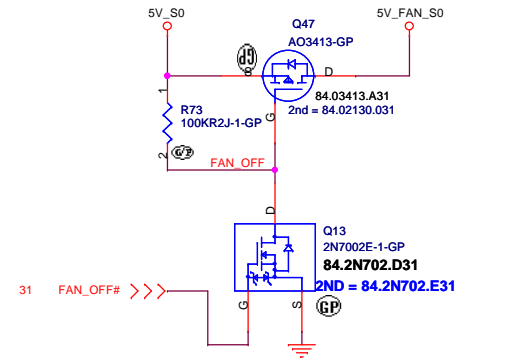 5V_S0
5V_FAN_S0
Q47
AO3413-GP
GP
S
D
84.03413.A31
2nd = 84.02130.031
G
1
R73
100KR2J-1-GP
2
G/P
FAN_OFF
D
Q13
2N7002E-1-GP
84.2N702.D31
2ND = 84.2N702.E31
31 FAN_OFF#
G
S
GP